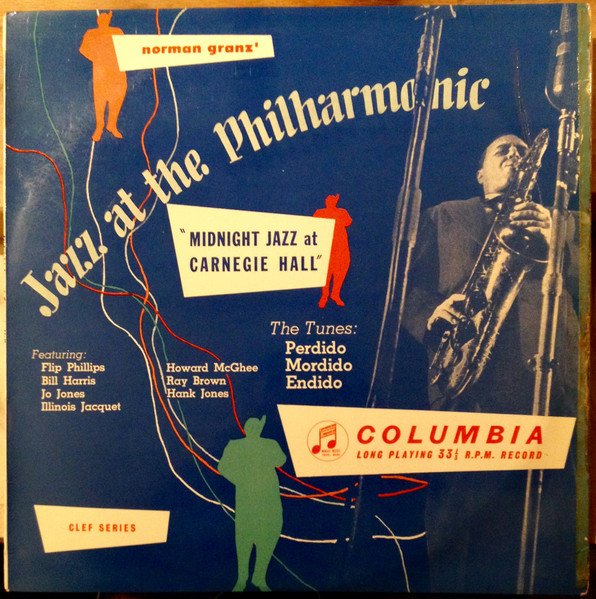 norman granz'
Jazz at the Philharmonic
"MIDNIGHT JAZZ at
CARNEGIE HALL"
The Tunes:
Perdido
Mordido
Endido
Featuring:
Flip Phillips
Bill Harris
Jo Jones
Illinois Jacquet
Howard McGhee
Ray Brown
Hank Jones
COLUMBIA
LONG PLAYING 33⅓ R.P.M. RECORD
CLEF SERIES